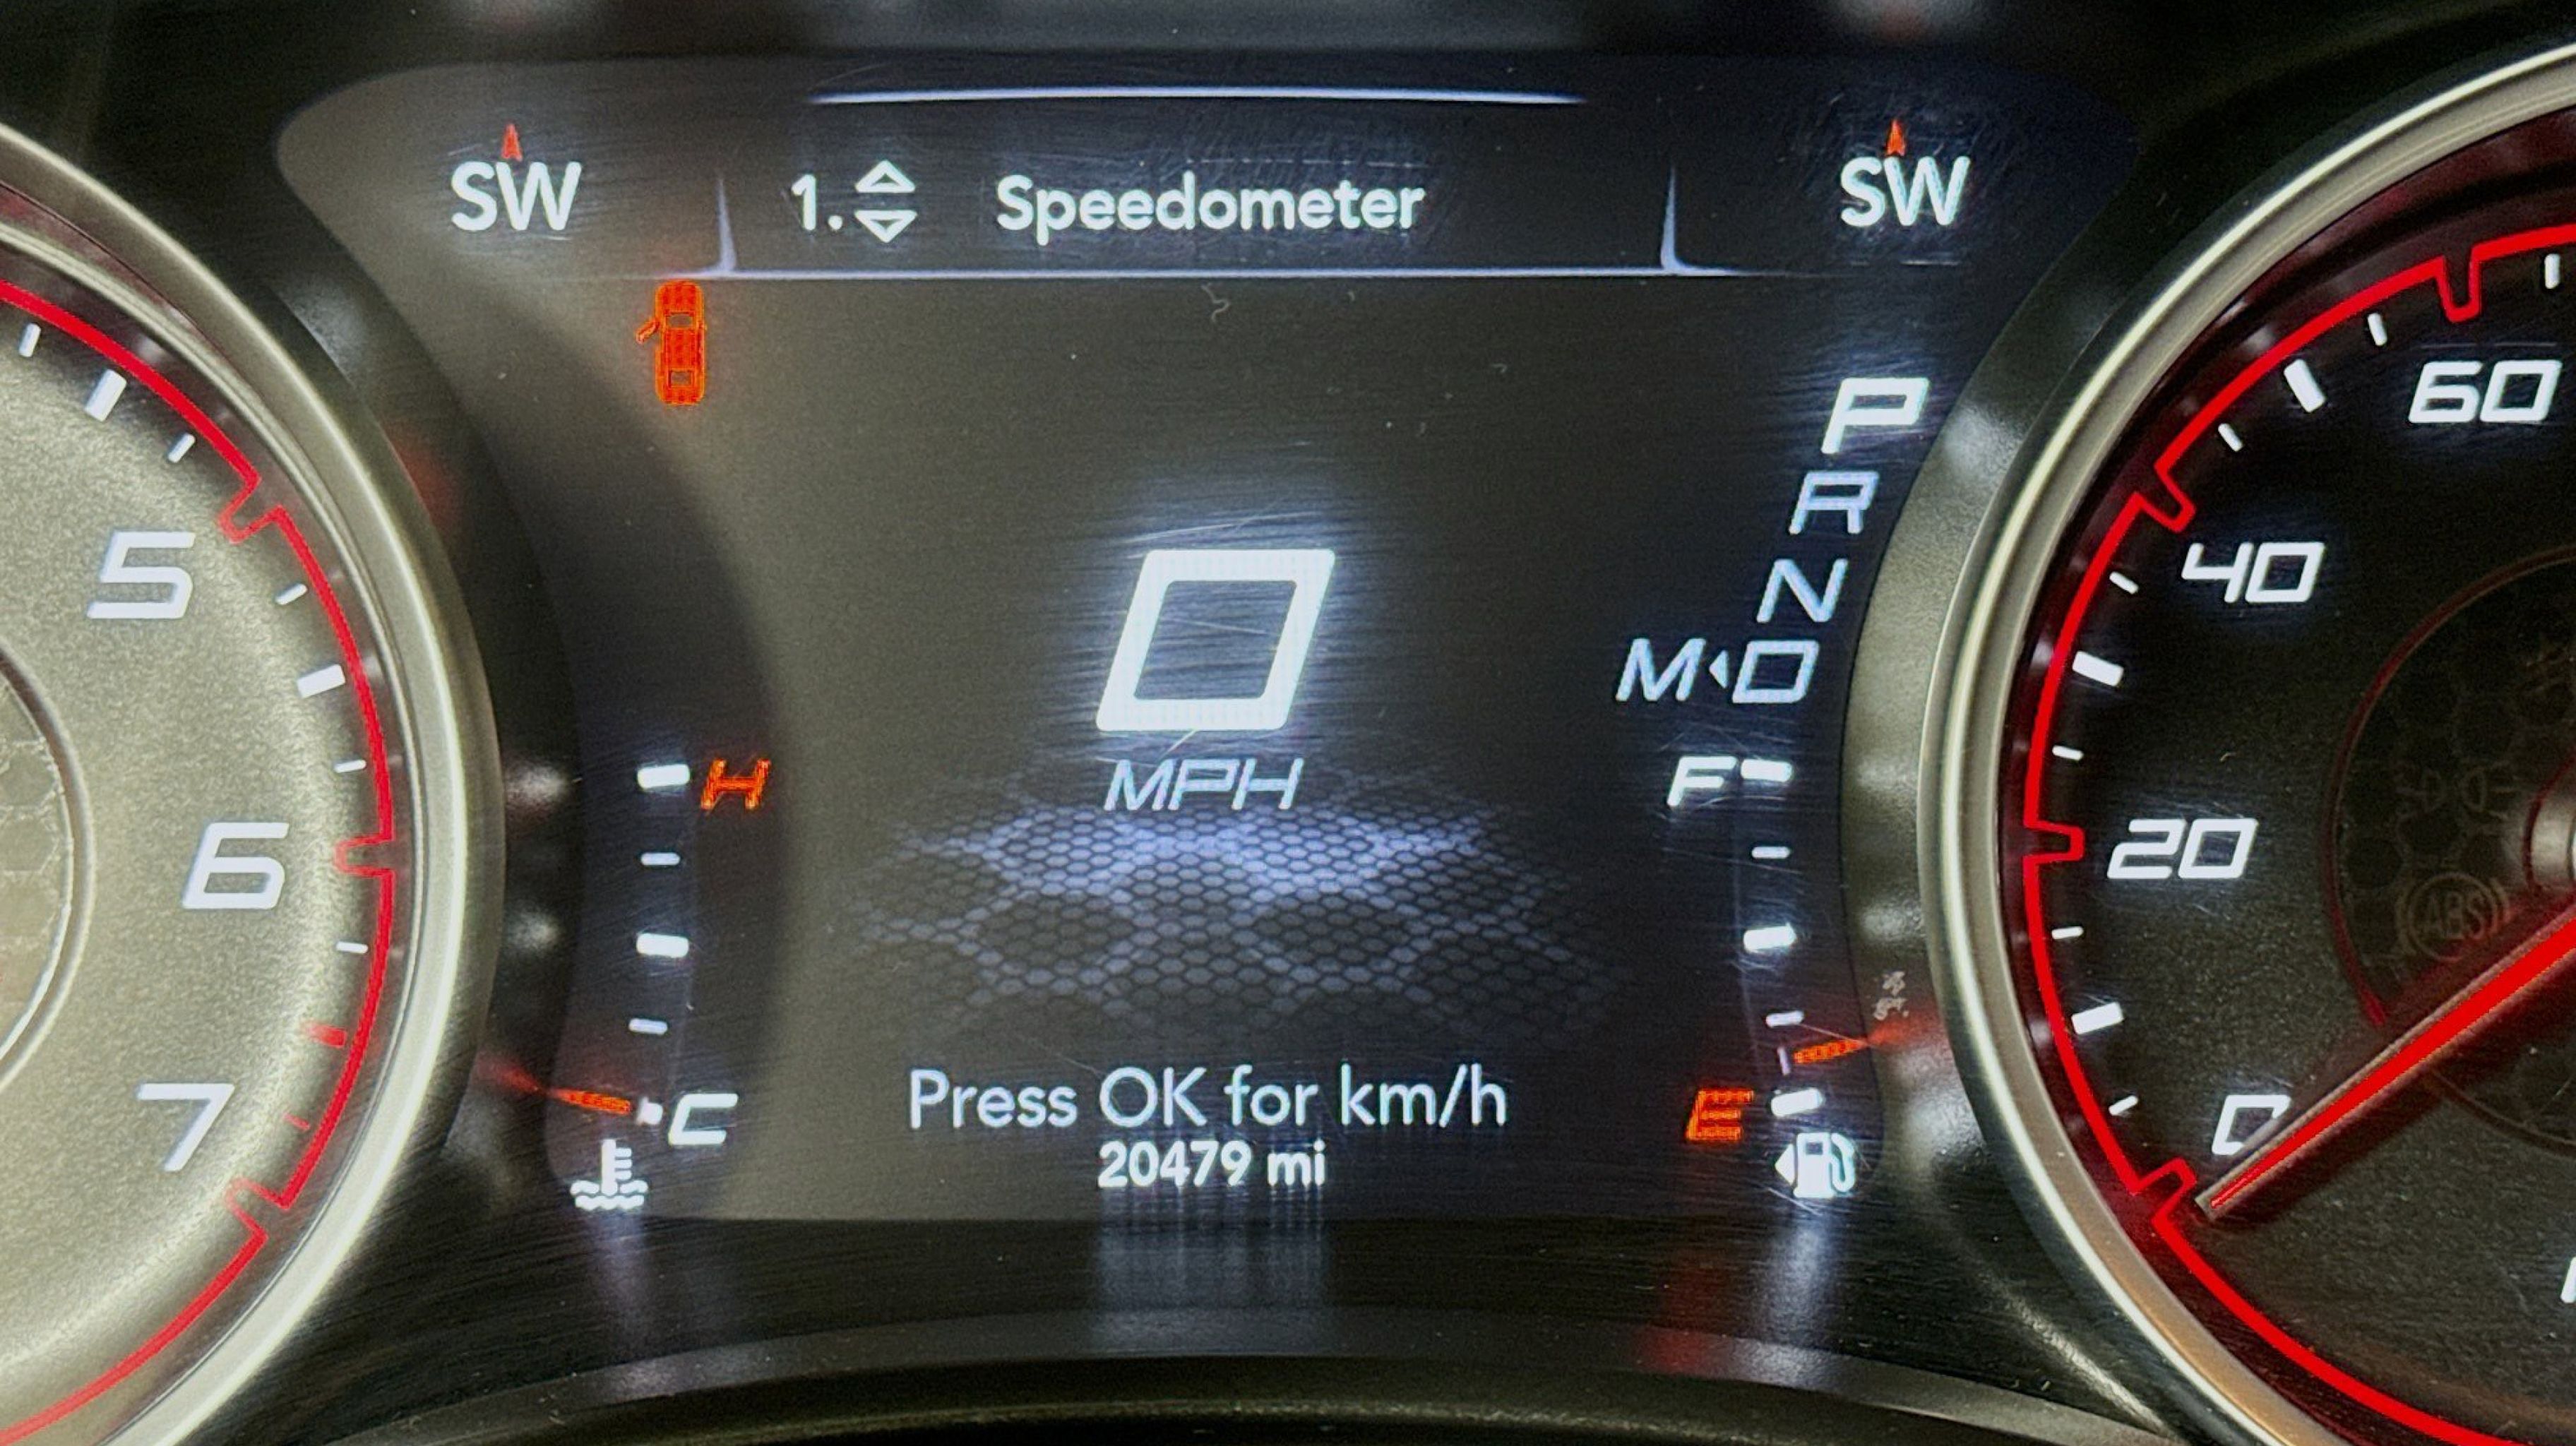 SW 1. Speedometer SW
P
R
N
M D
0
MPH
H
C
F
E
Press OK for km/h
20479 mi
5
6
7
60
40
20
0
ABS